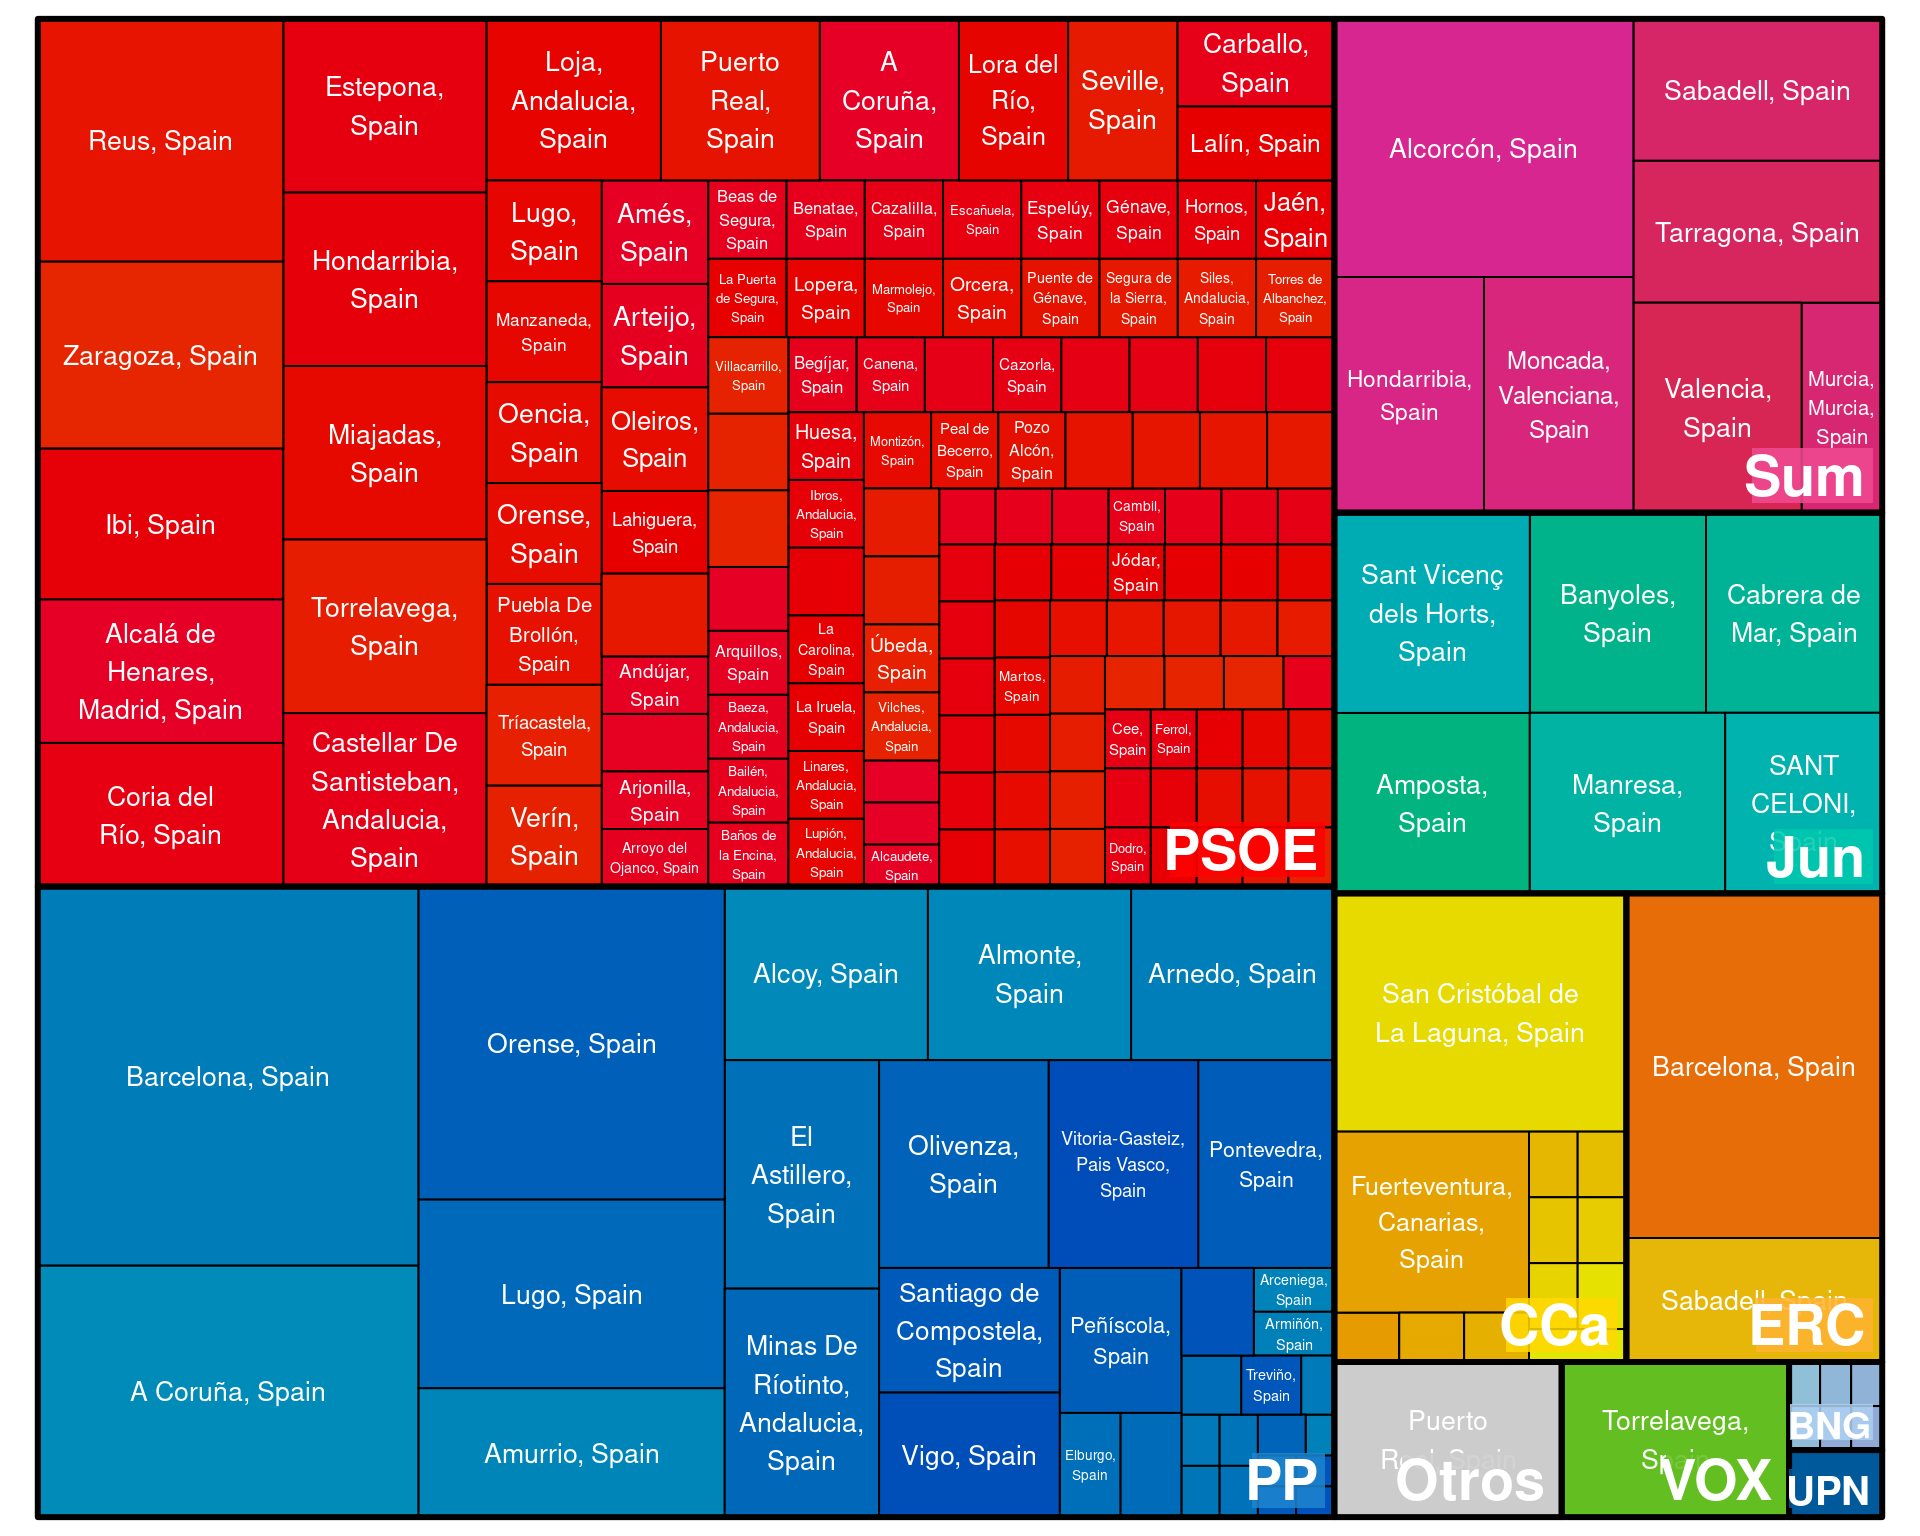 Reus, Spain
Zaragoza, Spain
Ibi, Spain
Alcalá de
Henares,
Madrid, Spain
Coria del
Río, Spain
Estepona,
Spain
Hondarribia,
Spain
Miajadas,
Spain
Torrelavega,
Spain
Castellar De
Santisteban,
Andalucia,
Spain
Loja,
Andalucia,
Spain
Puerto
Real,
Spain
A
Coruña,
Spain
Lora del
Río,
Spain
Seville,
Spain
Carballo,
Spain
Lalín, Spain
Lugo,
Spain
Manzaneda,
Spain
Oencia,
Spain
Orense,
Spain
Puebla De
Brollón,
Spain
Tríacastela,
Spain
Verín,
Spain
Amés,
Spain
Arteijo,
Spain
Oleiros,
Spain
Lahiguera,
Spain
Andújar,
Spain
Arjonilla,
Spain
Arroyo del
Ojanco, Spain
Beas de
Segura,
Spain
Benatae,
Spain
Cazalilla,
Spain
Escañuela,
Spain
Espelúy,
Spain
Génave,
Spain
Hornos,
Spain
Jaén,
Spain
La Puerta
de Segura,
Spain
Lopera,
Spain
Marmolejo,
Spain
Orcera,
Spain
Puente de
Génave,
Spain
Segura de
la Sierra,
Spain
Siles,
Andalucia,
Spain
Torres de
Albanchez,
Spain
Villacarrillo,
Spain
Arquillos,
Spain
Baeza,
Andalucia,
Spain
Bailén,
Andalucia,
Spain
Baños de
la Encina,
Spain
Begíjar,
Spain
Canena,
Spain
Cazorla,
Spain
Huesa,
Spain
Ibros,
Andalucia,
Spain
La
Carolina,
Spain
La Iruela,
Spain
Linares,
Andalucia,
Spain
Lupión,
Andalucia,
Spain
Montizón,
Spain
Peal de
Becerro,
Spain
Pozo
Alcón,
Spain
Úbeda,
Spain
Vilches,
Andalucia,
Spain
Alcaudete,
Spain
Cambil,
Spain
Jódar,
Spain
Martos,
Spain
Cee,
Spain
Ferrol,
Spain
Dodro,
Spain
PSOE
Barcelona, Spain
A Coruña, Spain
Orense, Spain
Lugo, Spain
Amurrio, Spain
Alcoy, Spain
Almonte,
Spain
Arnedo, Spain
El
Astillero,
Spain
Minas De
Ríotinto,
Andalucia,
Spain
Olivenza,
Spain
Vitoria-Gasteiz,
Pais Vasco,
Spain
Pontevedra,
Spain
Santiago de
Compostela,
Spain
Vigo, Spain
Peñíscola,
Spain
Elburgo,
Spain
Arceniega,
Spain
Armiñón,
Spain
Treviño,
Spain
PP
Alcorcón, Spain
Sabadell, Spain
Tarragona, Spain
Hondarribia,
Spain
Moncada,
Valenciana,
Spain
Valencia,
Spain
Murcia,
Murcia,
Spain
Sum
Sant Vicenç
dels Horts,
Spain
Banyoles,
Spain
Cabrera de
Mar, Spain
Amposta,
Spain
Manresa,
Spain
SANT
CELONI,
Spain
Jun
San Cristóbal de
La Laguna, Spain
Fuerteventura,
Canarias,
Spain
CCa
Barcelona, Spain
Sabadell, Spain
ERC
Puerto
Real, Spain
Otros
Torrelavega,
Spain
VOX
BNG
UPN